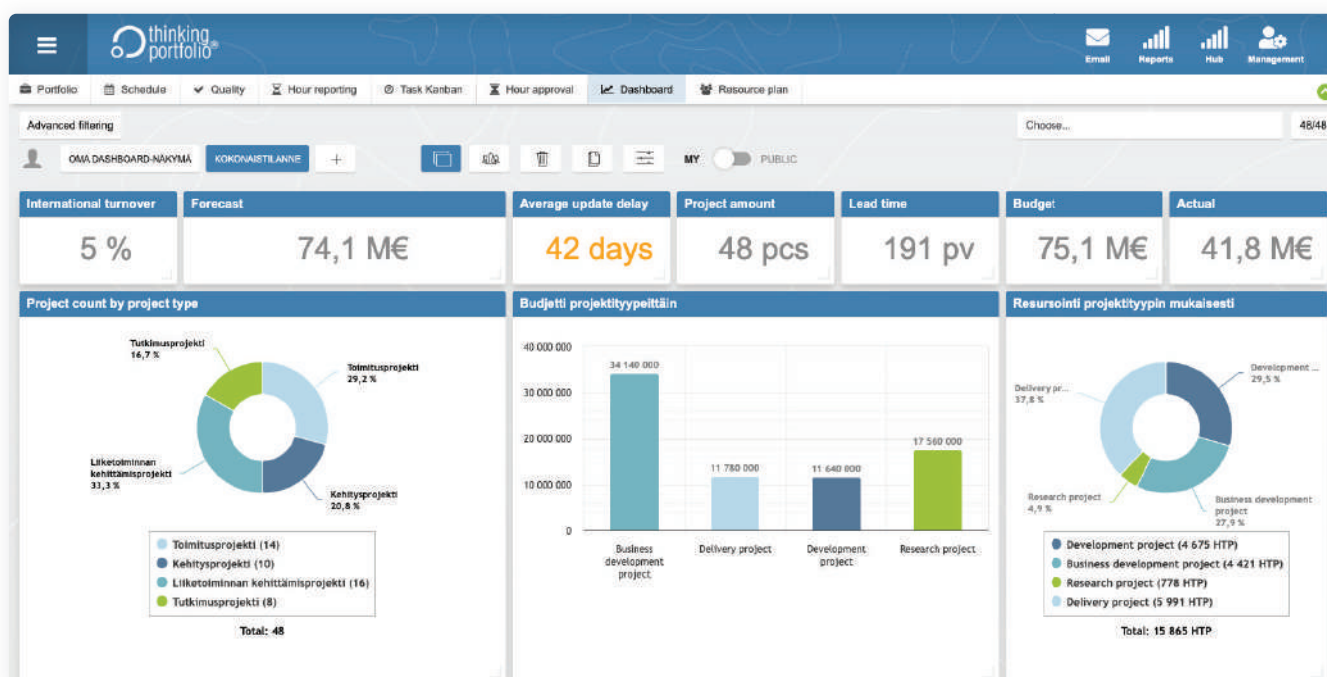 thinking
portfolio®
Email
Reports
Hub
Management
Portfolio
Schedule
Quality
Hour reporting
Task Kanban
Hour approval
Dashboard
Resource plan
Advanced filtering
Choose...
48/48
OMA DASHBOARD-NÄKYMÄ
KOKONAISTILANNE
+
MY
PUBLIC
International turnover
5 %
Forecast
74,1 M€
Average update delay
42 days
Project amount
48 pcs
Lead time
191 pv
Budget
75,1 M€
Actual
41,8 M€
Project count by project type
Tutkimusprojekti
16,7 %
Toimitusprojekti
29,2 %
Liiketoiminnan
kehittämisprojekti
33,3 %
Kehitysprojekti
20,8 %
Toimitusprojekti (14)
Kehitysprojekti (10)
Liiketoiminnan kehittämisprojekti (16)
Tutkimusprojekti (8)
Total: 48
Budjetti projektityypeittäin
40 000 000
30 000 000
20 000 000
10 000 000
0
34 140 000
11 780 000
11 640 000
17 560 000
Business
development
project
Delivery project
Development
project
Research project
Resursointi projektityypin mukaisesti
Development ...
29,5 %
Delivery pr...
37,8 %
Research project
4,9 %
Business development
project
27,9 %
Development project (4 675 HTP)
Business development project (4 421 HTP)
Research project (778 HTP)
Delivery project (5 991 HTP)
Total: 15 865 HTP